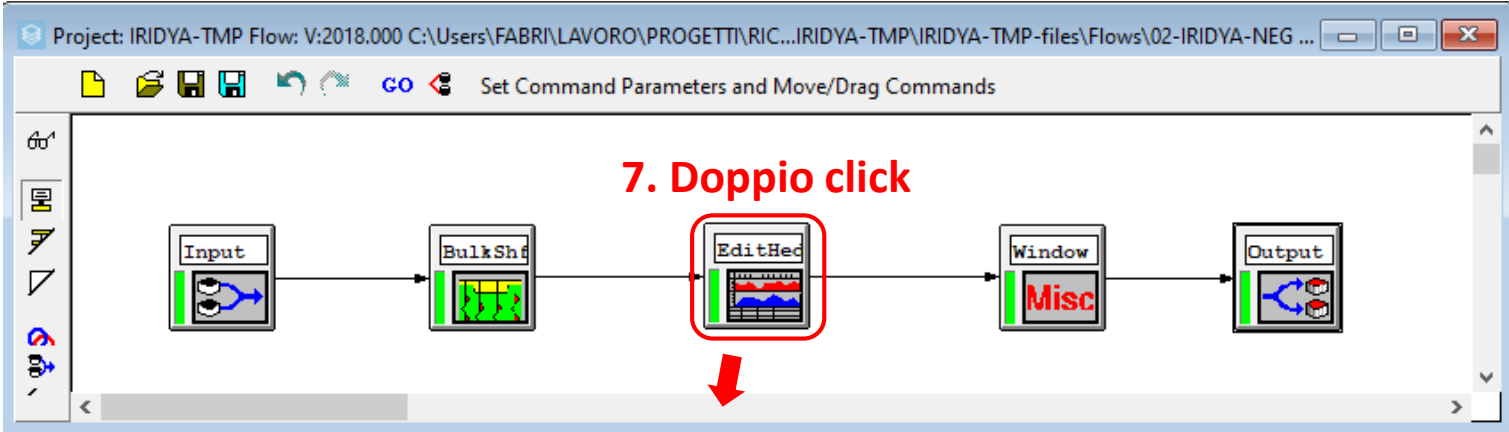 Project: IRIDYA-TMP Flow: V:2018.000 C:\Users\FABRI\LAVORO\PROGETTI\RIC...IRIDYA-TMP\IRIDYA-TMP-files\Flows\02-IRIDYA-NEG ...
GO Set Command Parameters and Move/Drag Commands
7. Doppio click
Input BulkShf EditHed Window Output
Misc